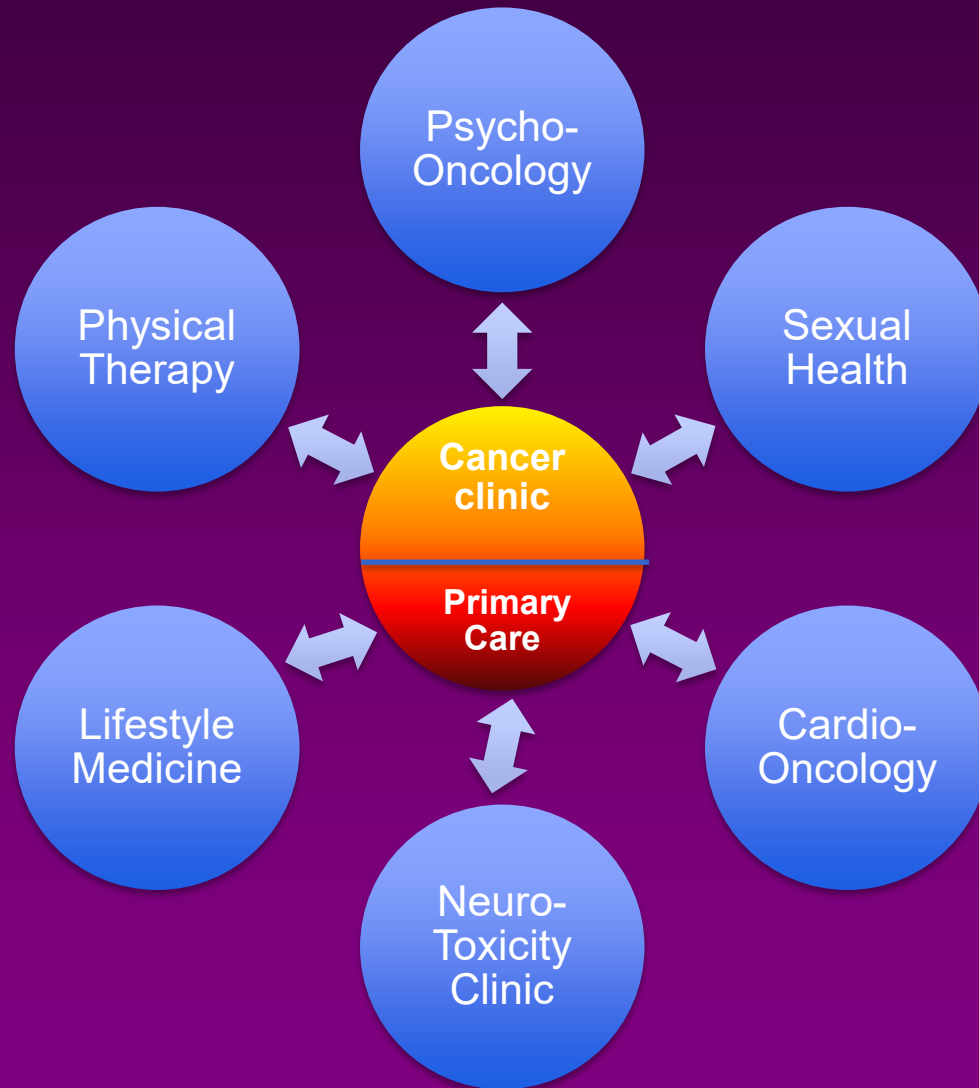 Psycho-
Oncology
Physical
Therapy
Sexual
Health
Cancer
clinic
Primary
Care
Lifestyle
Medicine
Cardio-
Oncology
Neuro-
Toxicity
Clinic